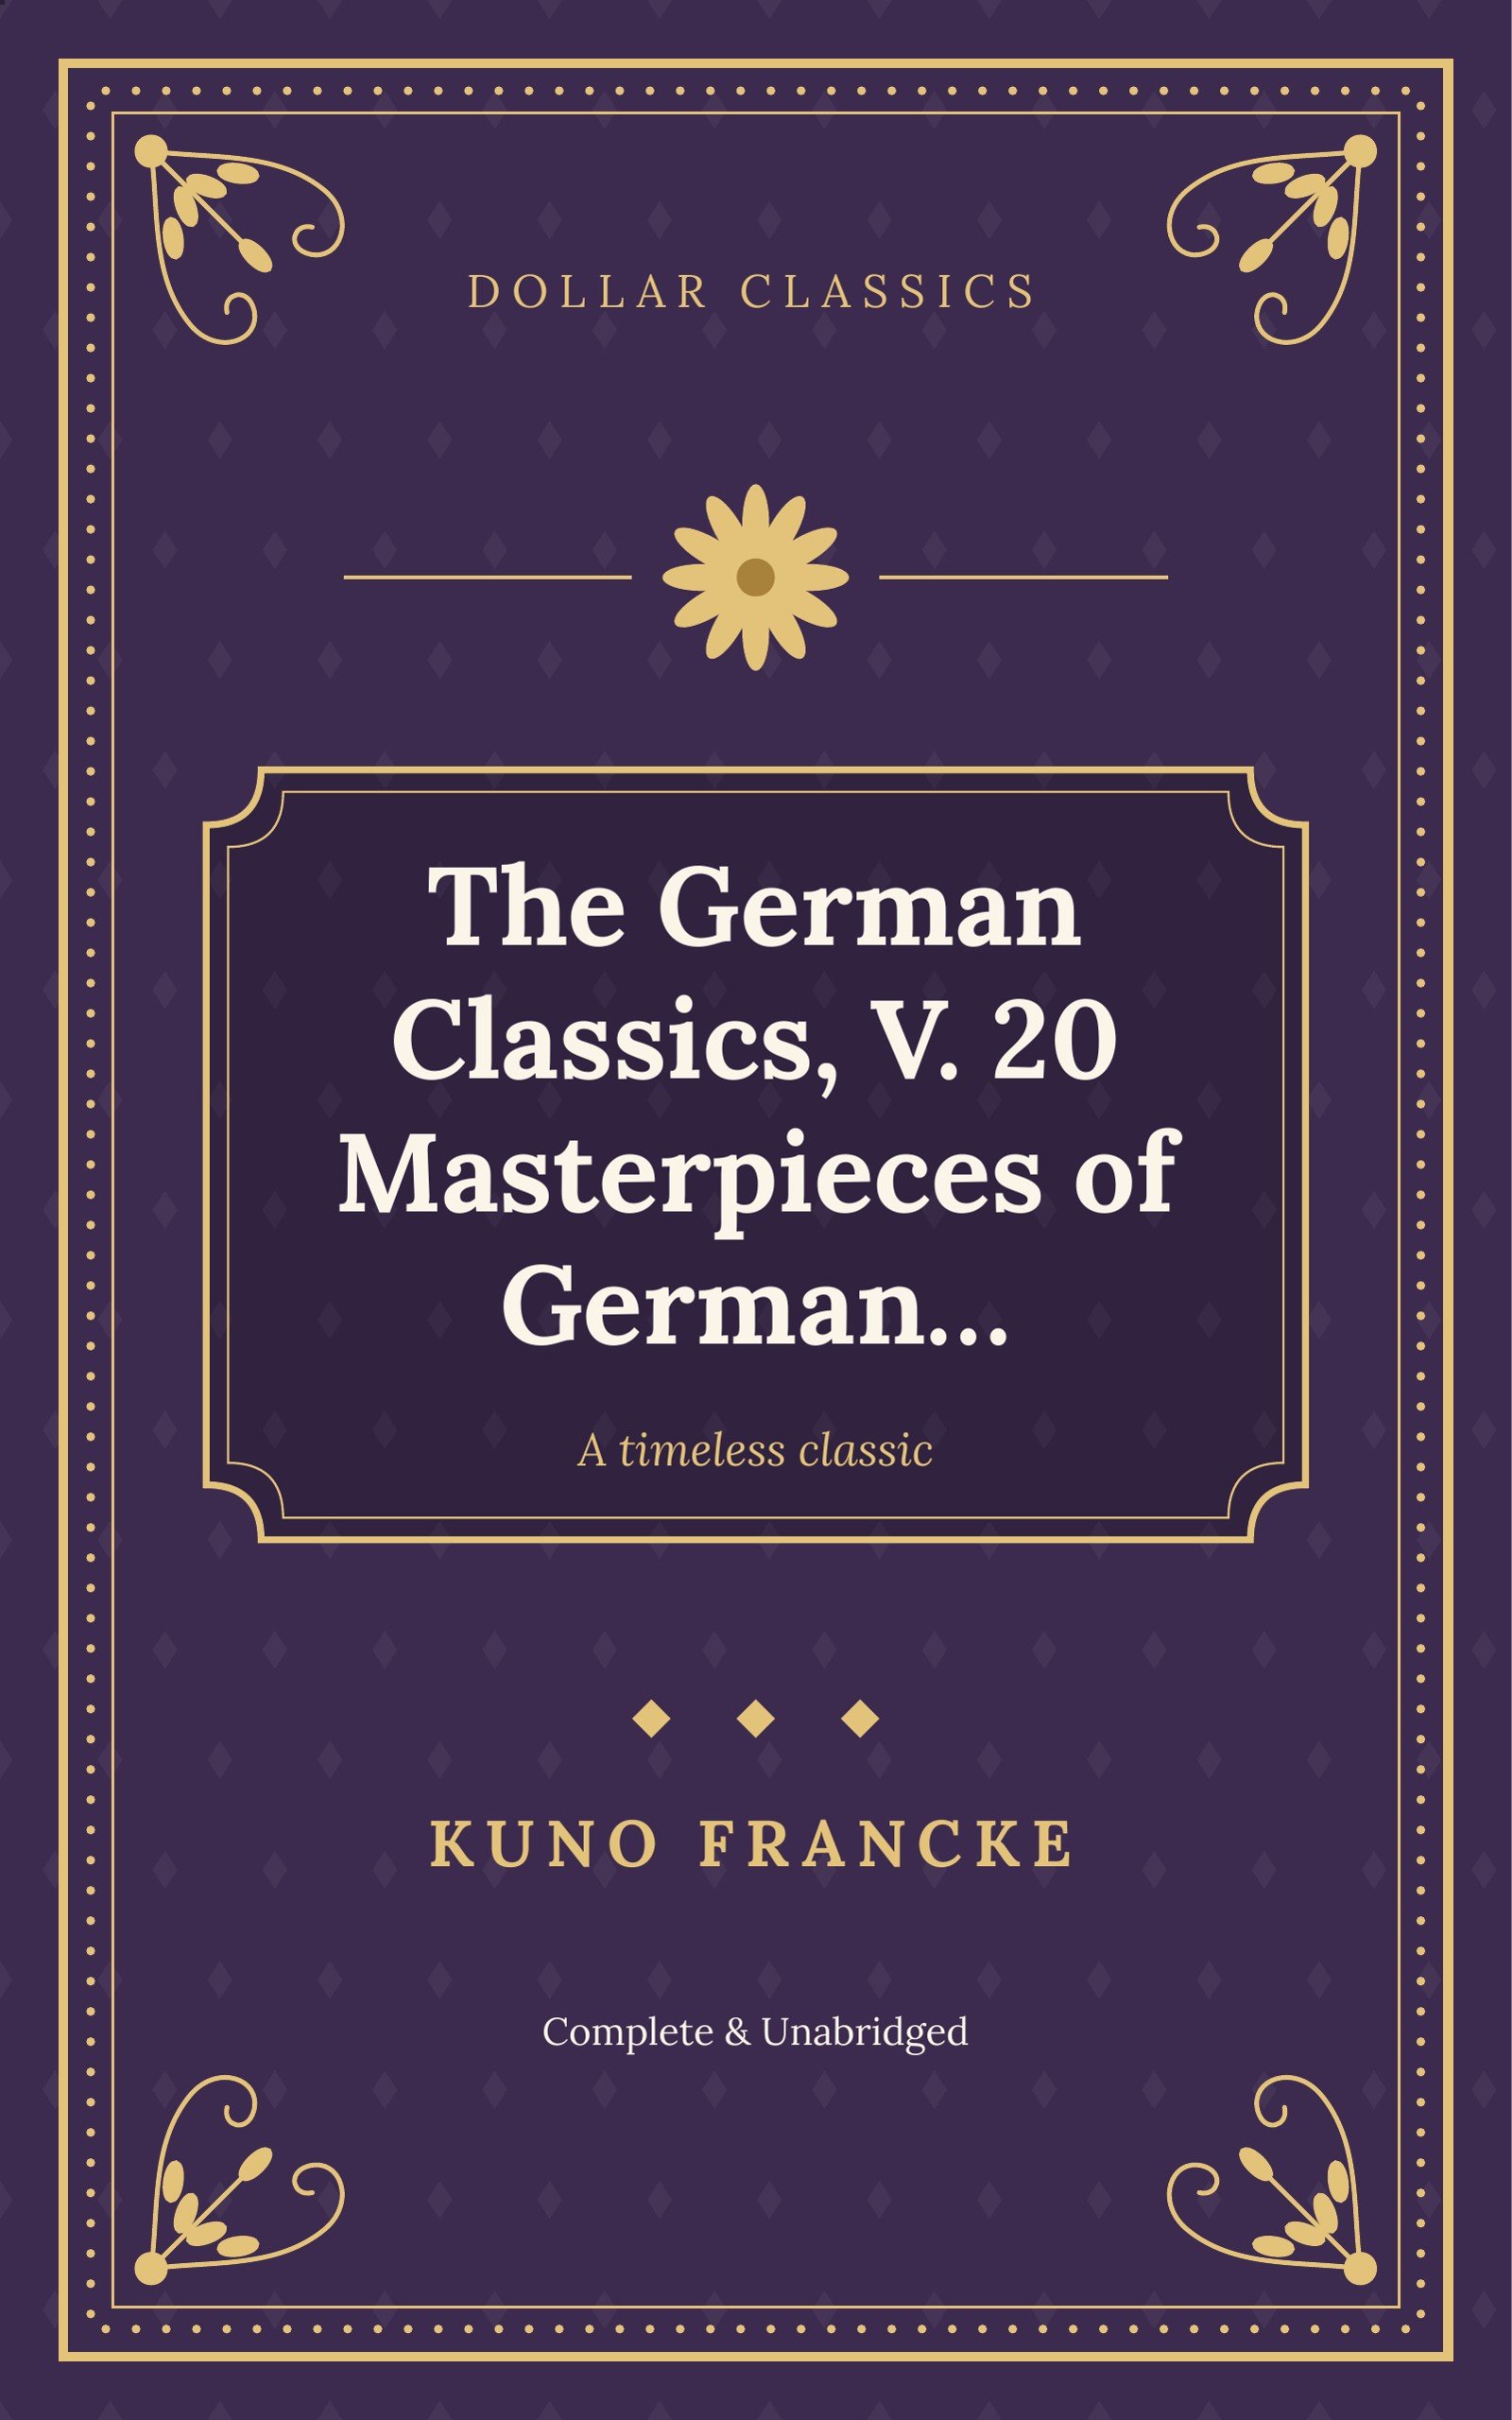 DOLLAR CLASSICS
The German
Classics, V. 20
Masterpieces of
German...
A timeless classic
KUNO FRANCKE
Complete & Unabridged